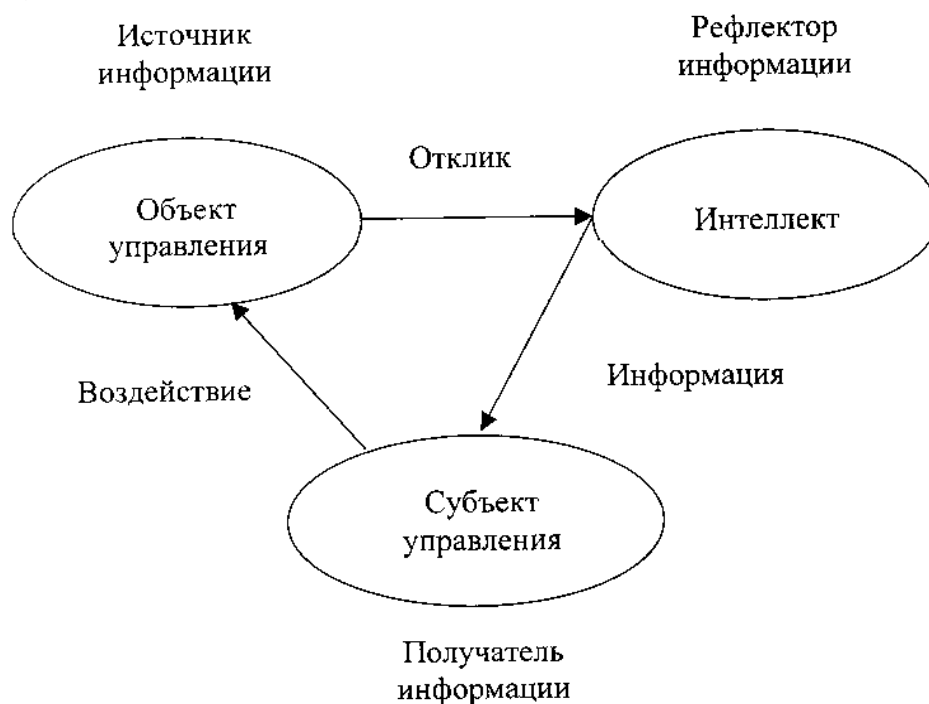 Источник
информации
Рефлектор
информации
Отклик
Объект
управления
Интеллект
Воздействие
Информация
Субъект
управления
Получатель
информации